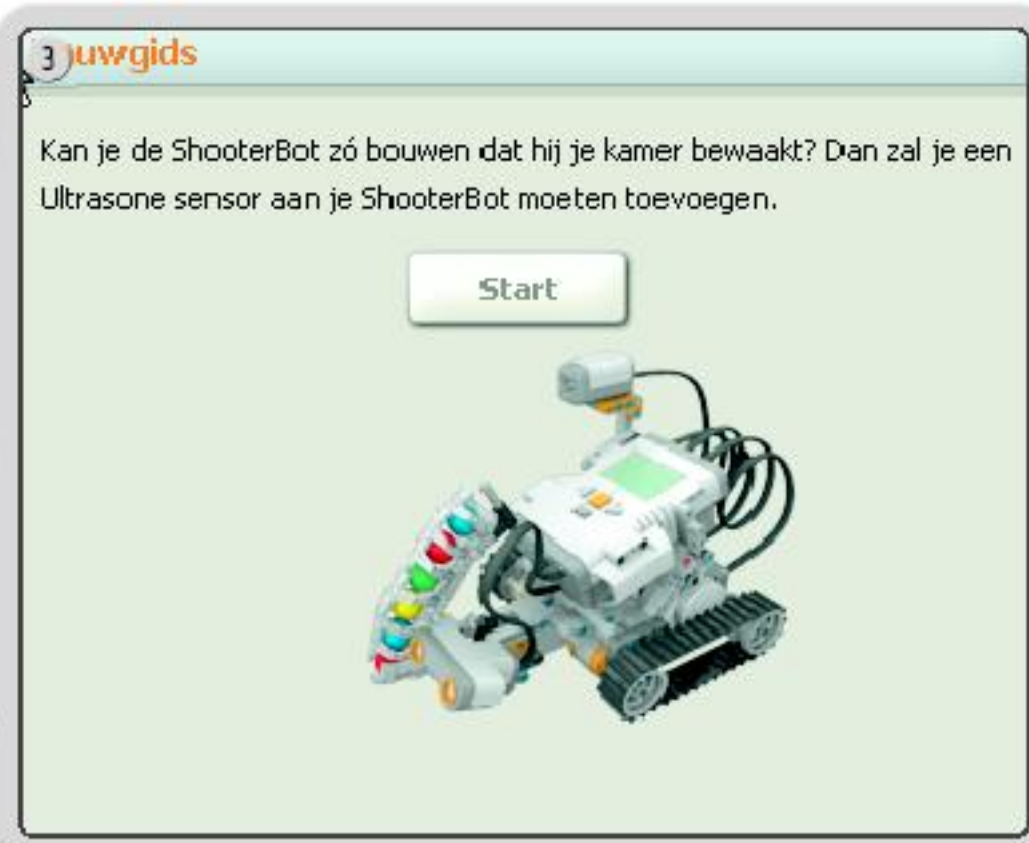 3 uwgids
Kan je de ShooterBot zó bouwen dat hij je kamer bewaakt? Dan zal je een
Ultrasone sensor aan je ShooterBot moeten toevoegen.
Start